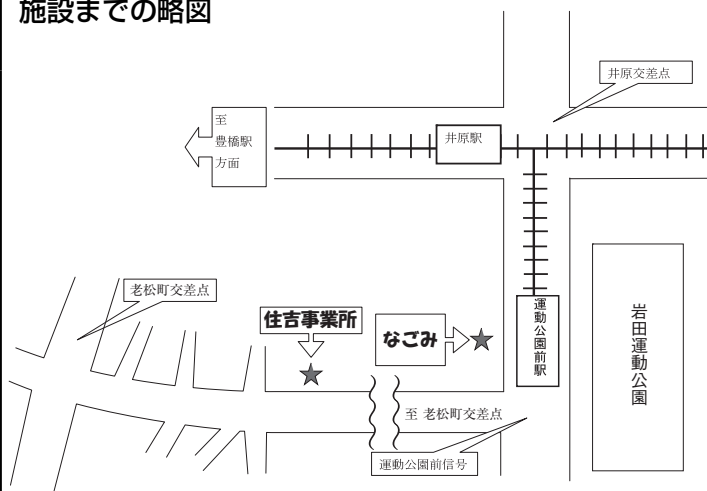 施設までの略図
井原交差点
至
豊橋駅
方面
井原駅
老松町交差点
住吉事業所
なごみ
運動公園前駅
岩田運動公園
至 老松町交差点
運動公園前信号